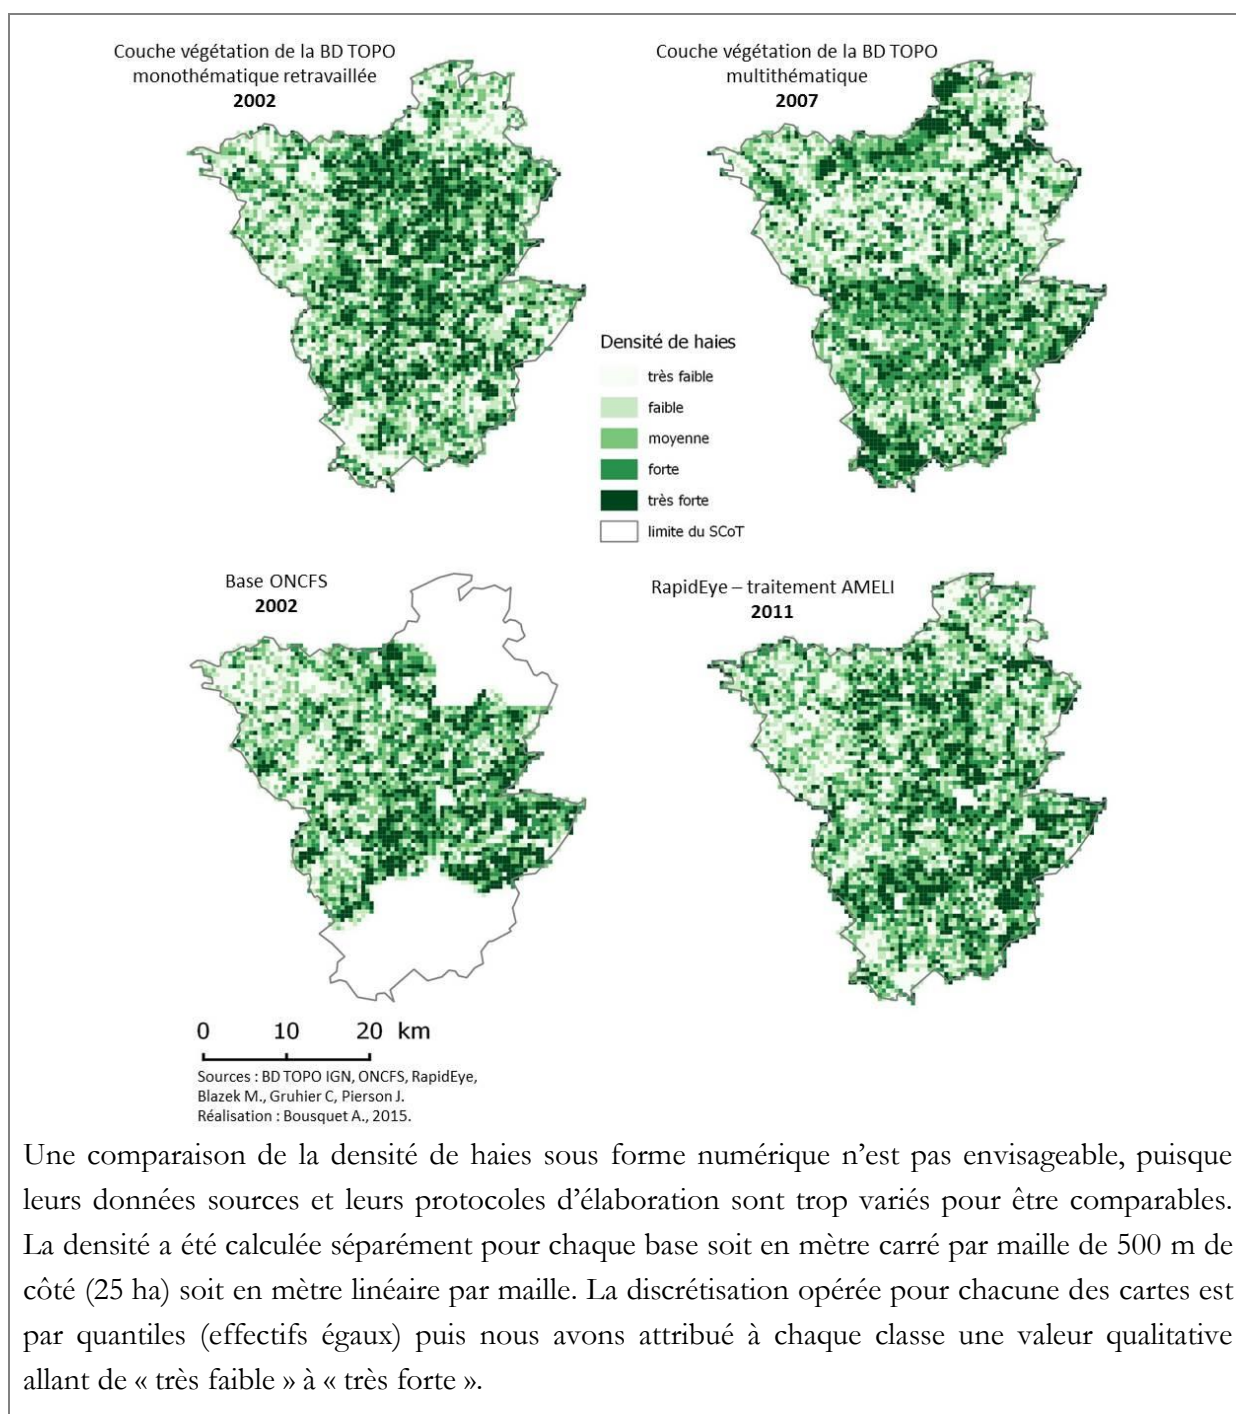 Couche végétation de la BD TOPO
monothématique retravaillée
2002
Couche végétation de la BD TOPO
multithématique
2007
Densité de haies
très faible
faible
moyenne
forte
très forte
limite du SCoT
Base ONCFS
2002
RapidEye – traitement AMELI
2011
0 10 20 km
Sources : BD TOPO IGN, ONCFS, RapidEye,
Blazek M., Gruhier C, Pierson J.
Réalisation : Bousquet A., 2015.
Une comparaison de la densité de haies sous forme numérique n’est pas envisageable, puisque
leurs données sources et leurs protocoles d’élaboration sont trop variés pour être comparables.
La densité a été calculée séparément pour chaque base soit en mètre carré par maille de 500 m de
côté (25 ha) soit en mètre linéaire par maille. La discrétisation opérée pour chacune des cartes est
par quantiles (effectifs égaux) puis nous avons attribué à chaque classe une valeur qualitative
allant de « très faible » à « très forte ».